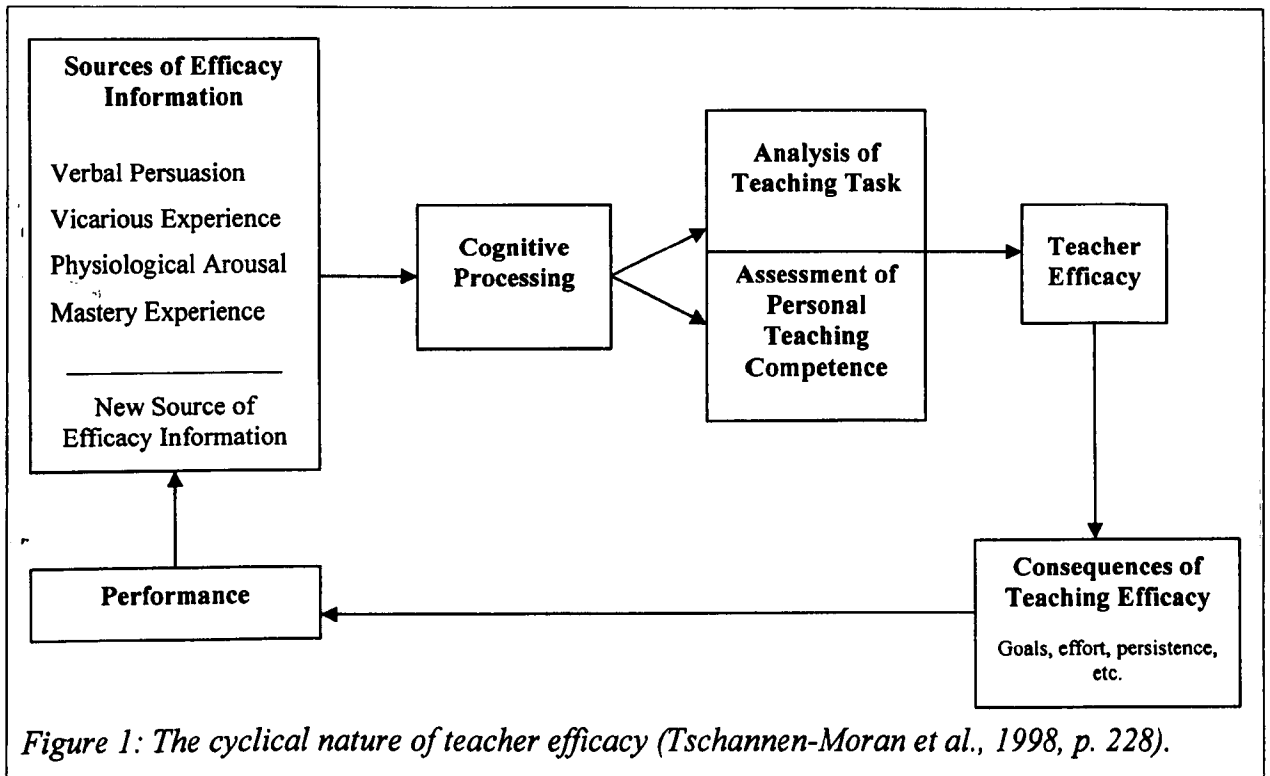 Sources of Efficacy
Information
Verbal Persuasion
Vicarious Experience
Physiological Arousal
Mastery Experience
New Source of
Efficacy Information
Cognitive
Processing
Analysis of
Teaching Task
Assessment of
Personal
Teaching
Competence
Teacher
Efficacy
Consequences of
Teaching Efficacy
Goals, effort, persistence,
etc.
Performance
Figure 1: The cyclical nature of teacher efficacy (Tschannen-Moran et al., 1998, p. 228).